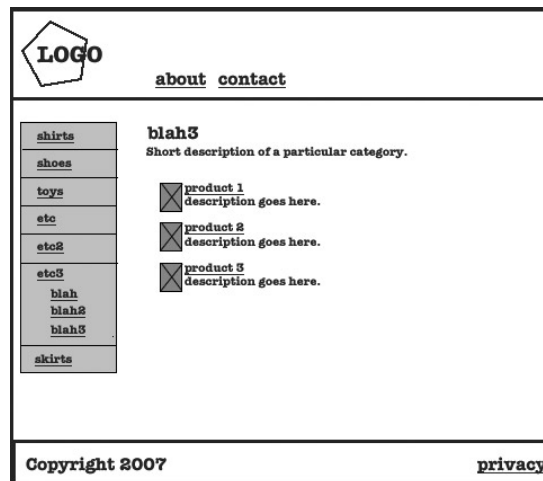 LOGO
about contact
shirts
shoes
toys
etc
etc2
etc3
blah
blah2
blah3
skirts
blah3
Short description of a particular category.
product 1
description goes here.
product 2
description goes here.
product 3
description goes here.
Copyright 2007
privacy